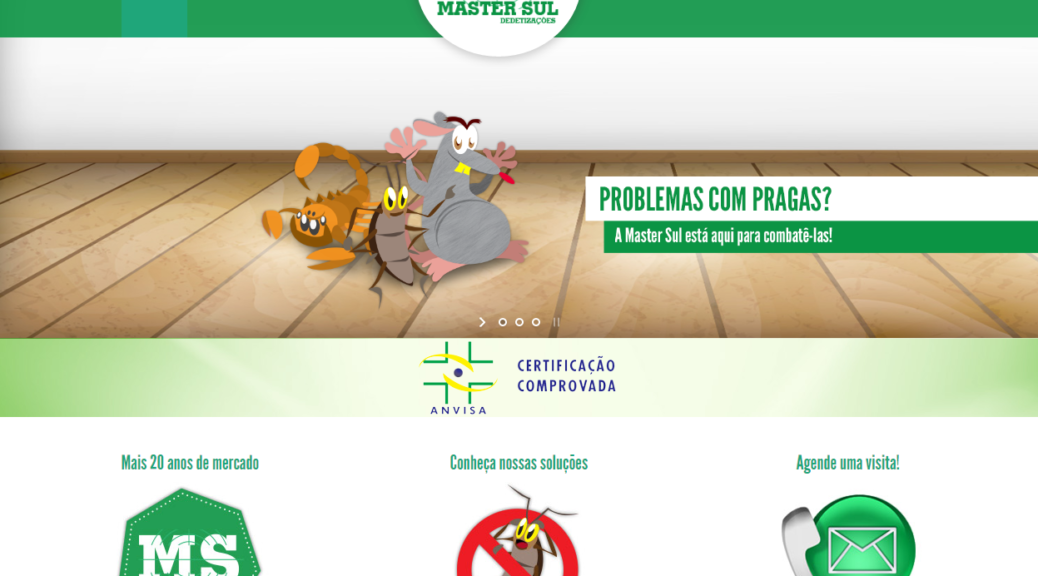 MASTER SUL
DEDETIZAÇÕES
PROBLEMAS COM PRAGAS?
A Master Sul está aqui para combatê-las!
CERTIFICAÇÃO
COMPROVADA
ANVISA
Mais 20 anos de mercado
Conheça nossas soluções
Agende uma visita!
MS